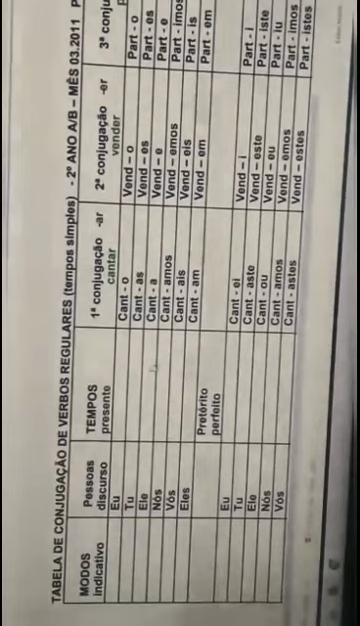 TABELA DE CONJUGAÇÃO DE VERBOS REGULARES (tempos simples) - 2º ANO A/B – MÊS 03.2011 P
MODOS Pessoas TEMPOS 1ª conjugação -ar 2ª conjugação -er 3ª conju
indicativo discurso presente cantar vender p
Eu Cant - o Vend – o Part - o
Tu Cant - as Vend – es Part - es
Ele Cant - a Vend – e Part - e
Nós Cant - amos Vend – emos Part - imos
Vós Cant - ais Vend – eis Part - is
Eles Cant - am Vend – em Part - em
Pretérito
perfeito
Eu Cant - ei Vend – i Part - i
Tu Cant - aste Vend – este Part - iste
Ele Cant - ou Vend – eu Part - iu
Nós Cant - amos Vend – emos Part - imos
Vós Cant - astes Vend – estes Part - istes